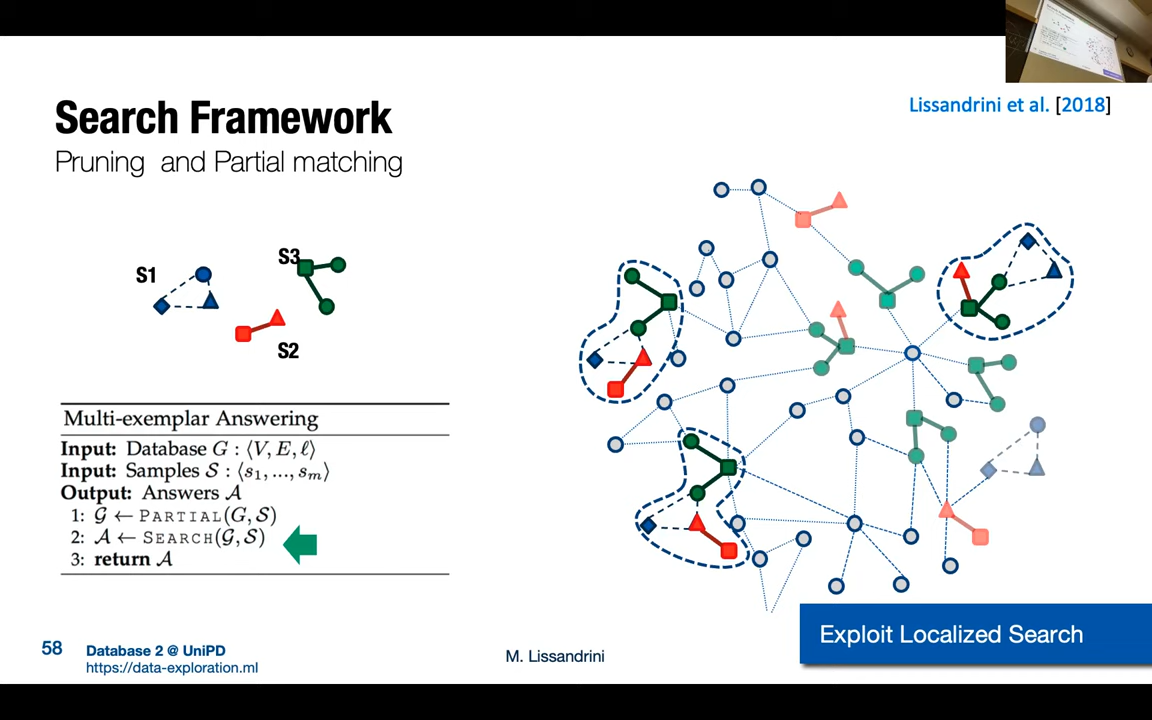 Lissandrini et al. [2018]
Search Framework
Pruning and Partial matching
S1
S3
S2
Multi-exemplar Answering
Input: Database G : ⟨V, E, ℓ⟩
Input: Samples S : ⟨s₁, ..., sₘ⟩
Output: Answers A
1: G ← PARTIAL(G, S)
2: A ← SEARCH(G, S)
3: return A
Exploit Localized Search
58
Database 2 @ UniPD
https://data-exploration.ml
M. Lissandrini